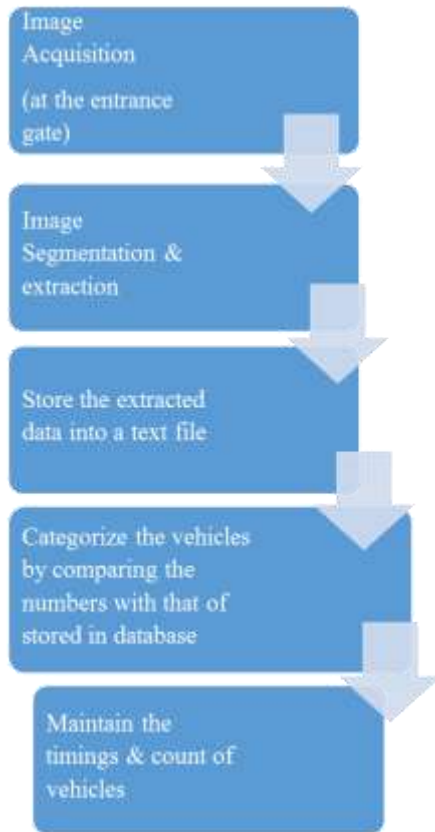 Image
Acquisition
(at the entrance
gate)
Image
Segmentation &
extraction
Store the extracted
data into a text file
Categorize the vehicles
by comparing the
numbers with that of
stored in database
Maintain the
timings & count of
vehicles